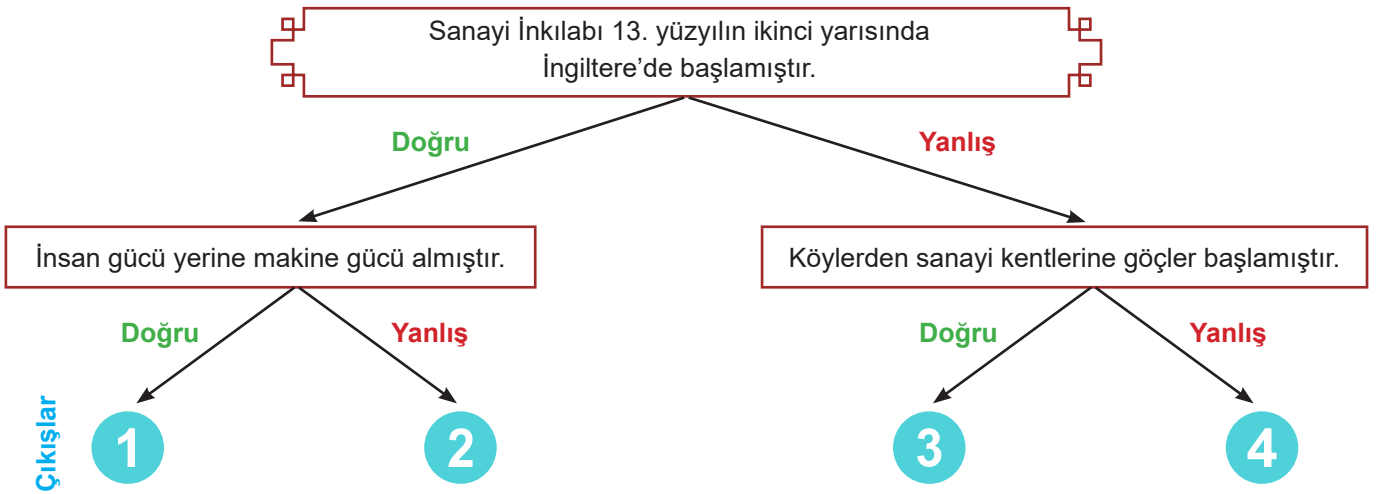 Sanayi İnkılabı 13. yüzyılın ikinci yarısında
İngiltere’de başlamıştır.
Doğru
Yanlış
İnsan gücü yerine makine gücü almıştır.
Köylerden sanayi kentlerine göçler başlamıştır.
Doğru
Yanlış
Doğru
Yanlış
Çıkışlar
1
2
3
4